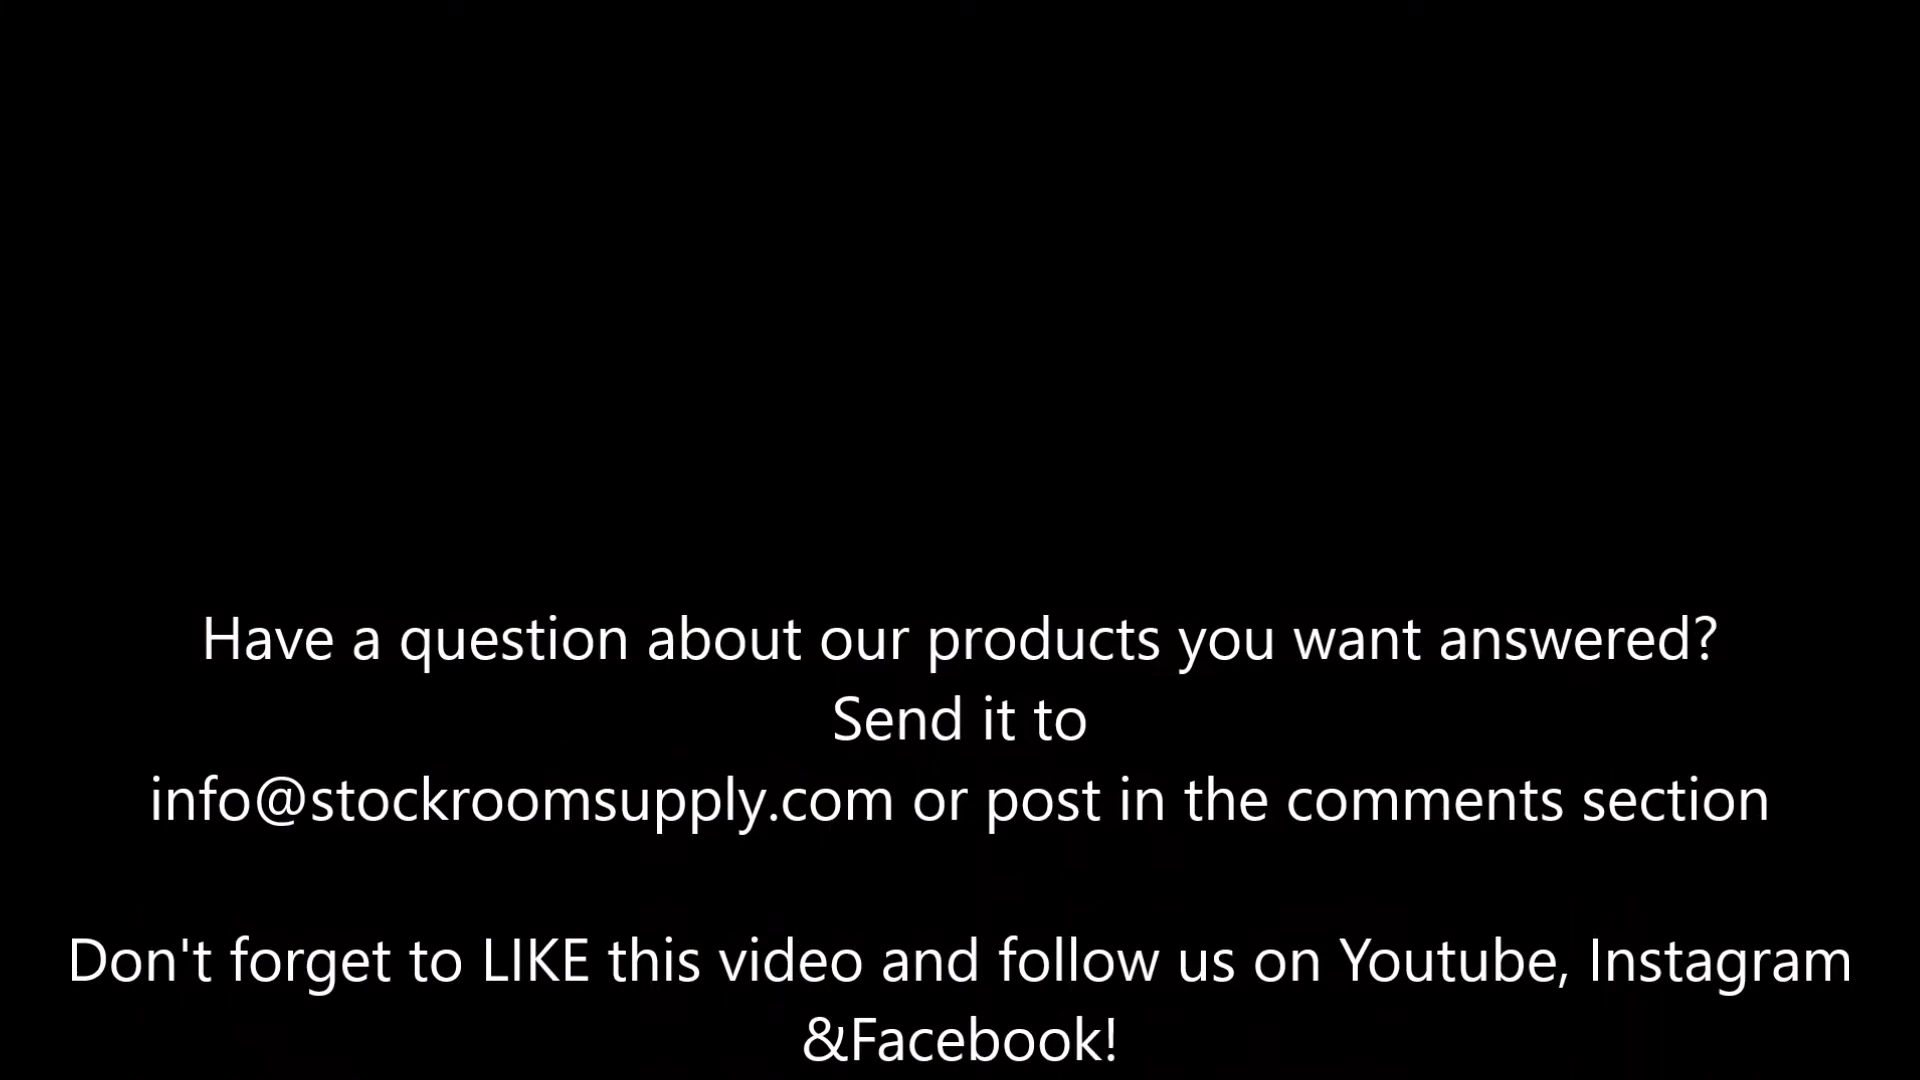 Have a question about our products you want answered?
Send it to
info@stockroomsupply.com or post in the comments section
Don't forget to LIKE this video and follow us on Youtube, Instagram
&Facebook!